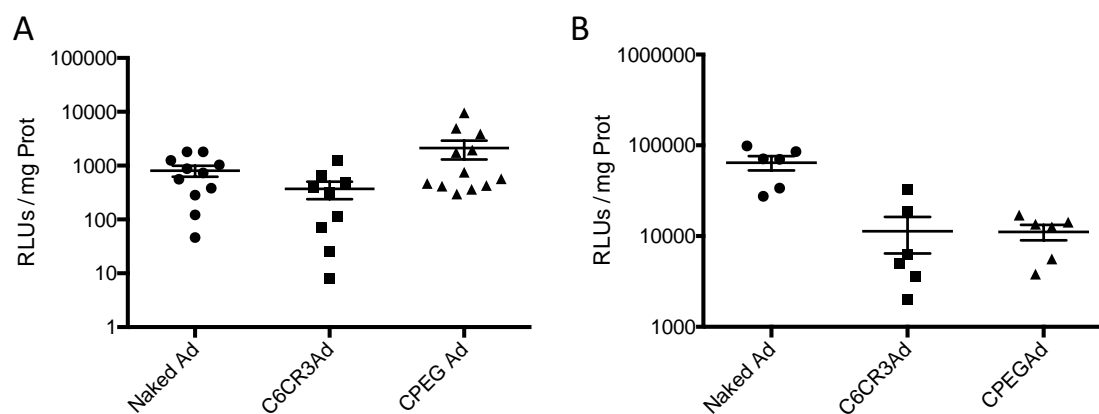 A
RLUs / mg Prot
100000
10000
1000
100
10
1
Naked Ad
C6CR3Ad
CPEG Ad
B
RLUs / mg Prot
1000000
100000
10000
1000
Naked Ad
C6CR3Ad
CPEGAd